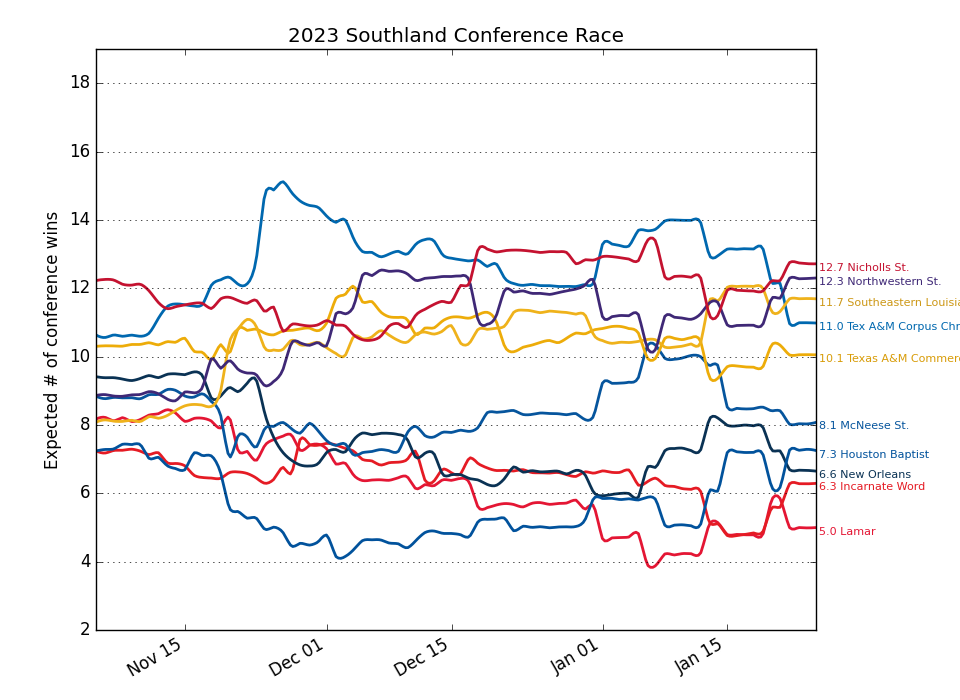 2023 Southland Conference Race
Expected # of conference wins
18
16
14
12
10
8
6
4
2
Nov 15
Dec 01
Dec 15
Jan 01
Jan 15
12.7 Nicholls St.
12.3 Northwestern St.
11.7 Southeastern Louisia
11.0 Tex A&M Corpus Chr
10.1 Texas A&M Commerc
8.1 McNeese St.
7.3 Houston Baptist
6.6 New Orleans
6.3 Incarnate Word
5.0 Lamar